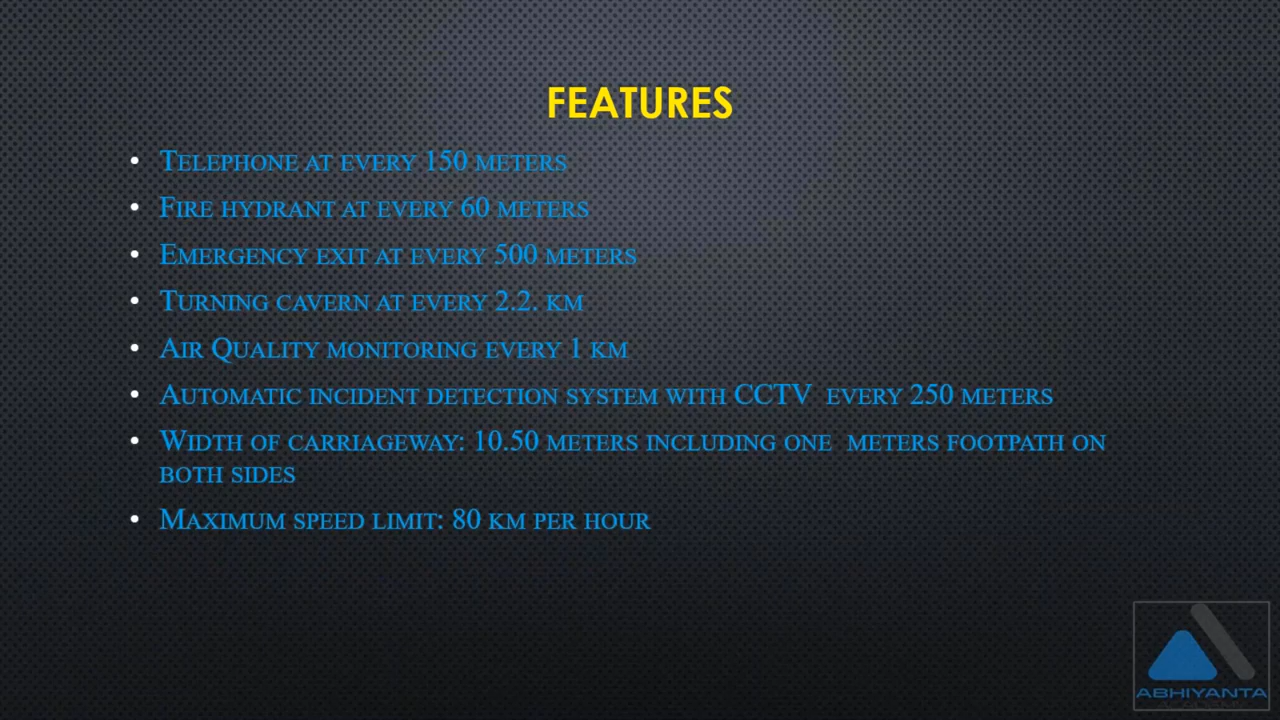 FEATURES
• TELEPHONE AT EVERY 150 METERS
• FIRE HYDRANT AT EVERY 60 METERS
• EMERGENCY EXIT AT EVERY 500 METERS
• TURNING CAVERN AT EVERY 2.2. KM
• AIR QUALITY MONITORING EVERY 1 KM
• AUTOMATIC INCIDENT DETECTION SYSTEM WITH CCTV EVERY 250 METERS
• WIDTH OF CARRIAGEWAY: 10.50 METERS INCLUDING ONE METERS FOOTPATH ON
BOTH SIDES
• MAXIMUM SPEED LIMIT: 80 KM PER HOUR
ABHIYANTA
ACADEMY